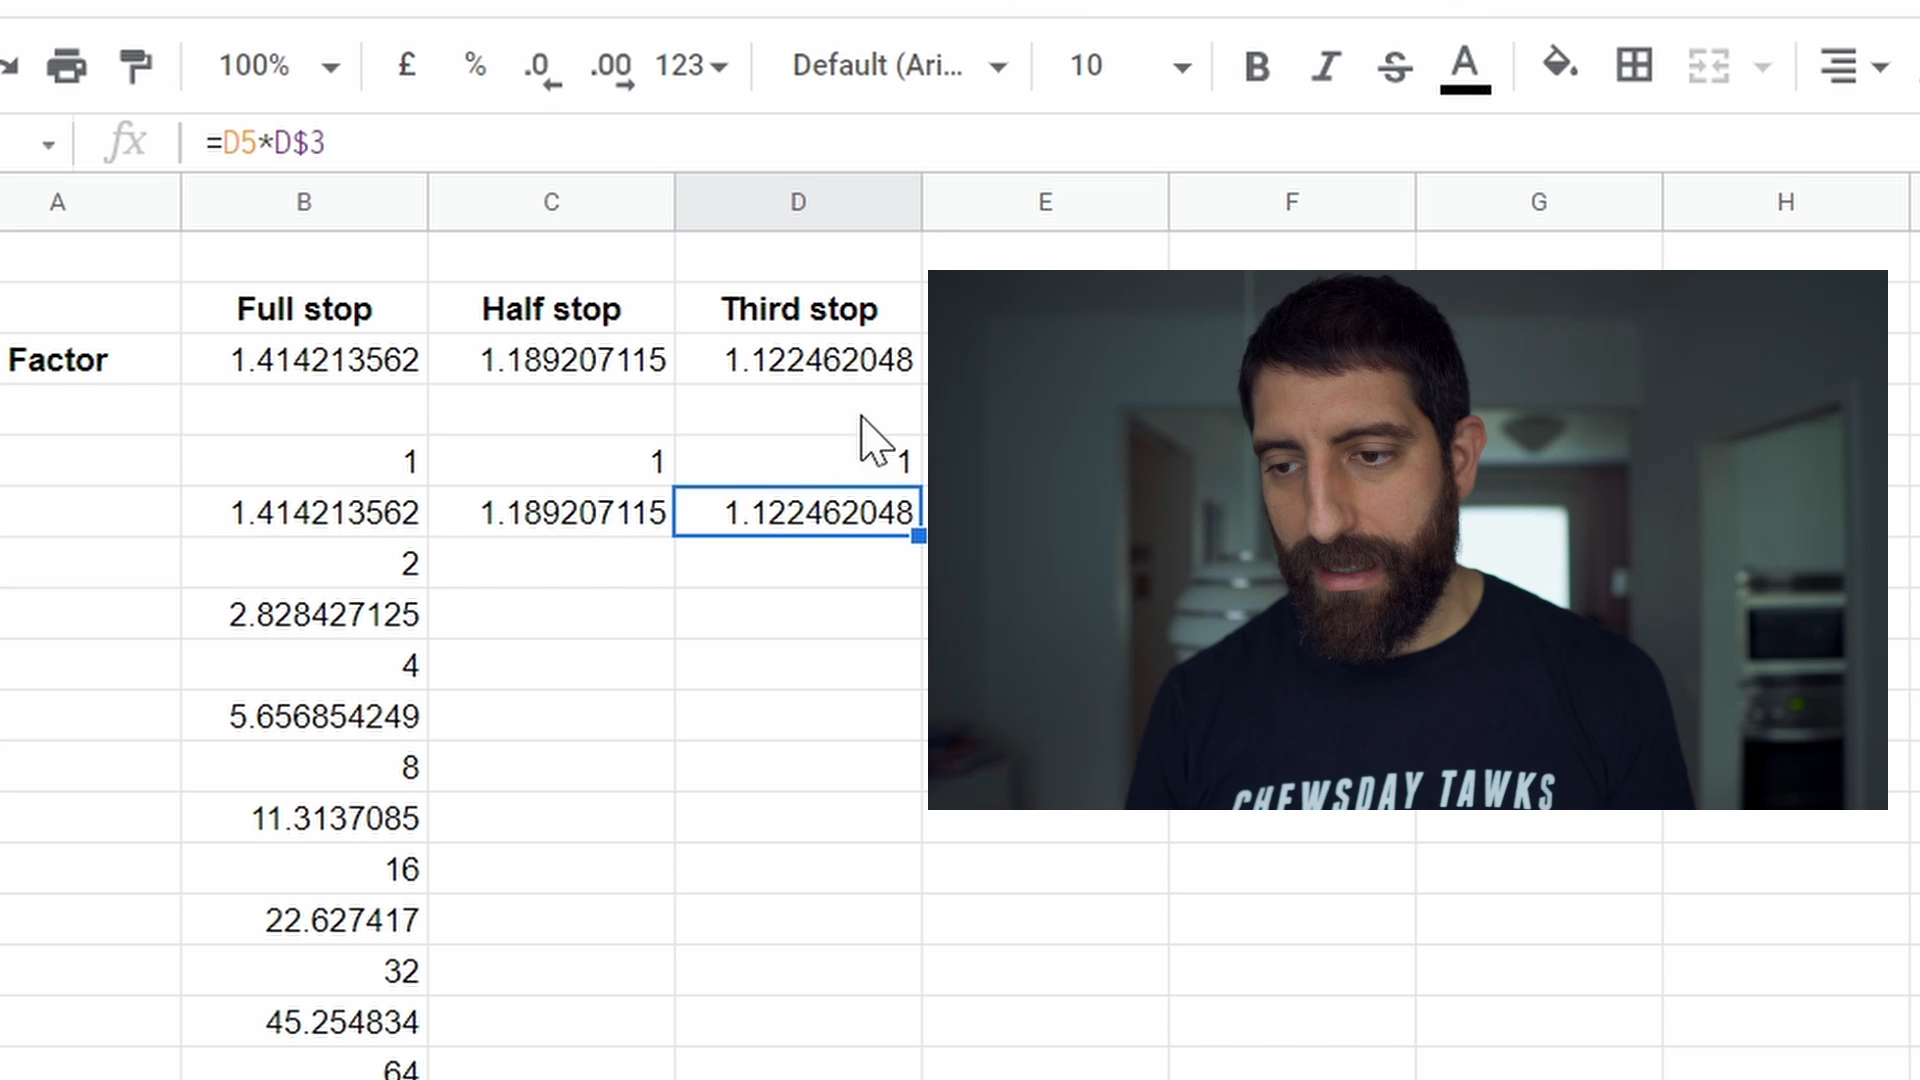 100% £ % .0 .00 123 Default (Ari... 10 B I S A
fx =D5*D$3
A B C D E F G H
Full stop Half stop Third stop
Factor 1.414213562 1.189207115 1.122462048
1 1 1
1.414213562 1.189207115 1.122462048
2
2.828427125
4
5.656854249
8
11.3137085
16
22.627417
32
45.254834
64
CHEWSDAY TAWKS